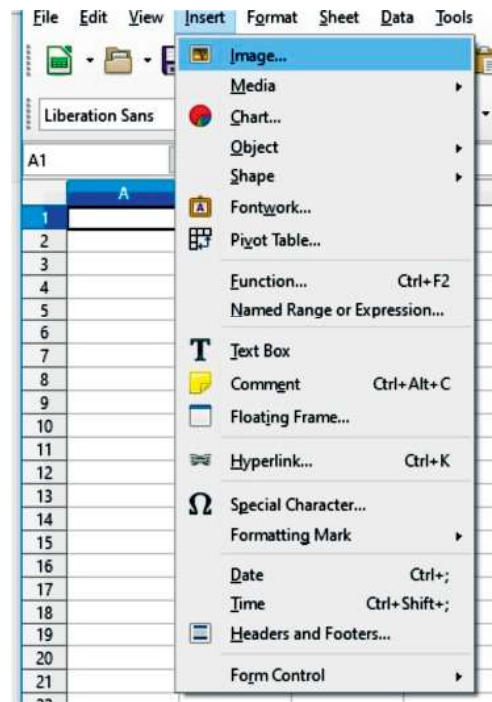 File Edit View Insert Format Sheet Data Tools
Liberation Sans
A1
A
1
2
3
4
5
6
7
8
9
10
11
12
13
14
15
16
17
18
19
20
21
Image...
Media
Chart...
Object
Shape
Fontwork...
Pivot Table...
Function... Ctrl+F2
Named Range or Expression...
Text Box
Comment Ctrl+Alt+C
Floating Frame...
Hyperlink... Ctrl+K
Special Character...
Formatting Mark
Date Ctrl+;
Time Ctrl+Shift+;
Headers and Footers...
Form Control